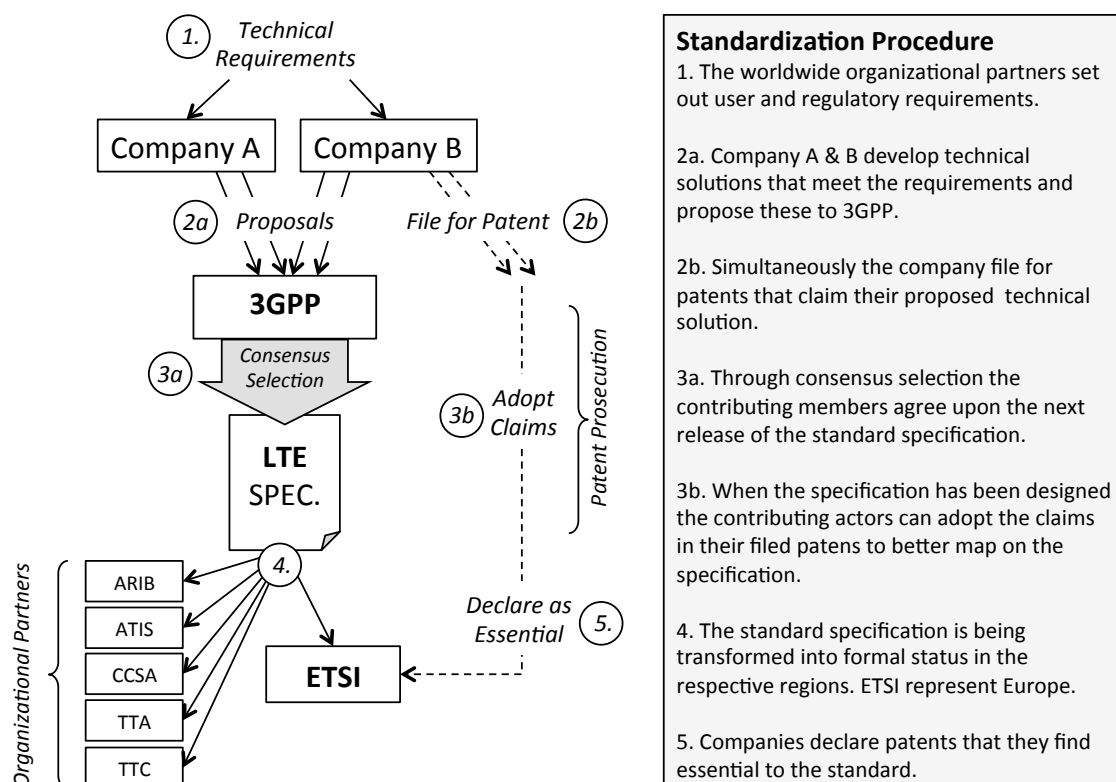 1.
Technical
Requirements
Company A
Company B
2a
Proposals
File for Patent
2b
3GPP
3a
Consensus
Selection
3b
Adopt
Claims
Patent Prosecution
LTE
SPEC.
4.
Organizational Partners
ARIB
ATIS
CCSA
TTA
TTC
ETSI
Declare as
Essential
5.
Standardization Procedure
1. The worldwide organizational partners set
out user and regulatory requirements.
2a. Company A & B develop technical
solutions that meet the requirements and
propose these to 3GPP.
2b. Simultaneously the company file for
patents that claim their proposed technical
solution.
3a. Through consensus selection the
contributing members agree upon the next
release of the standard specification.
3b. When the specification has been designed
the contributing actors can adopt the claims
in their filed patens to better map on the
specification.
4. The standard specification is being
transformed into formal status in the
respective regions. ETSI represent Europe.
5. Companies declare patents that they find
essential to the standard.